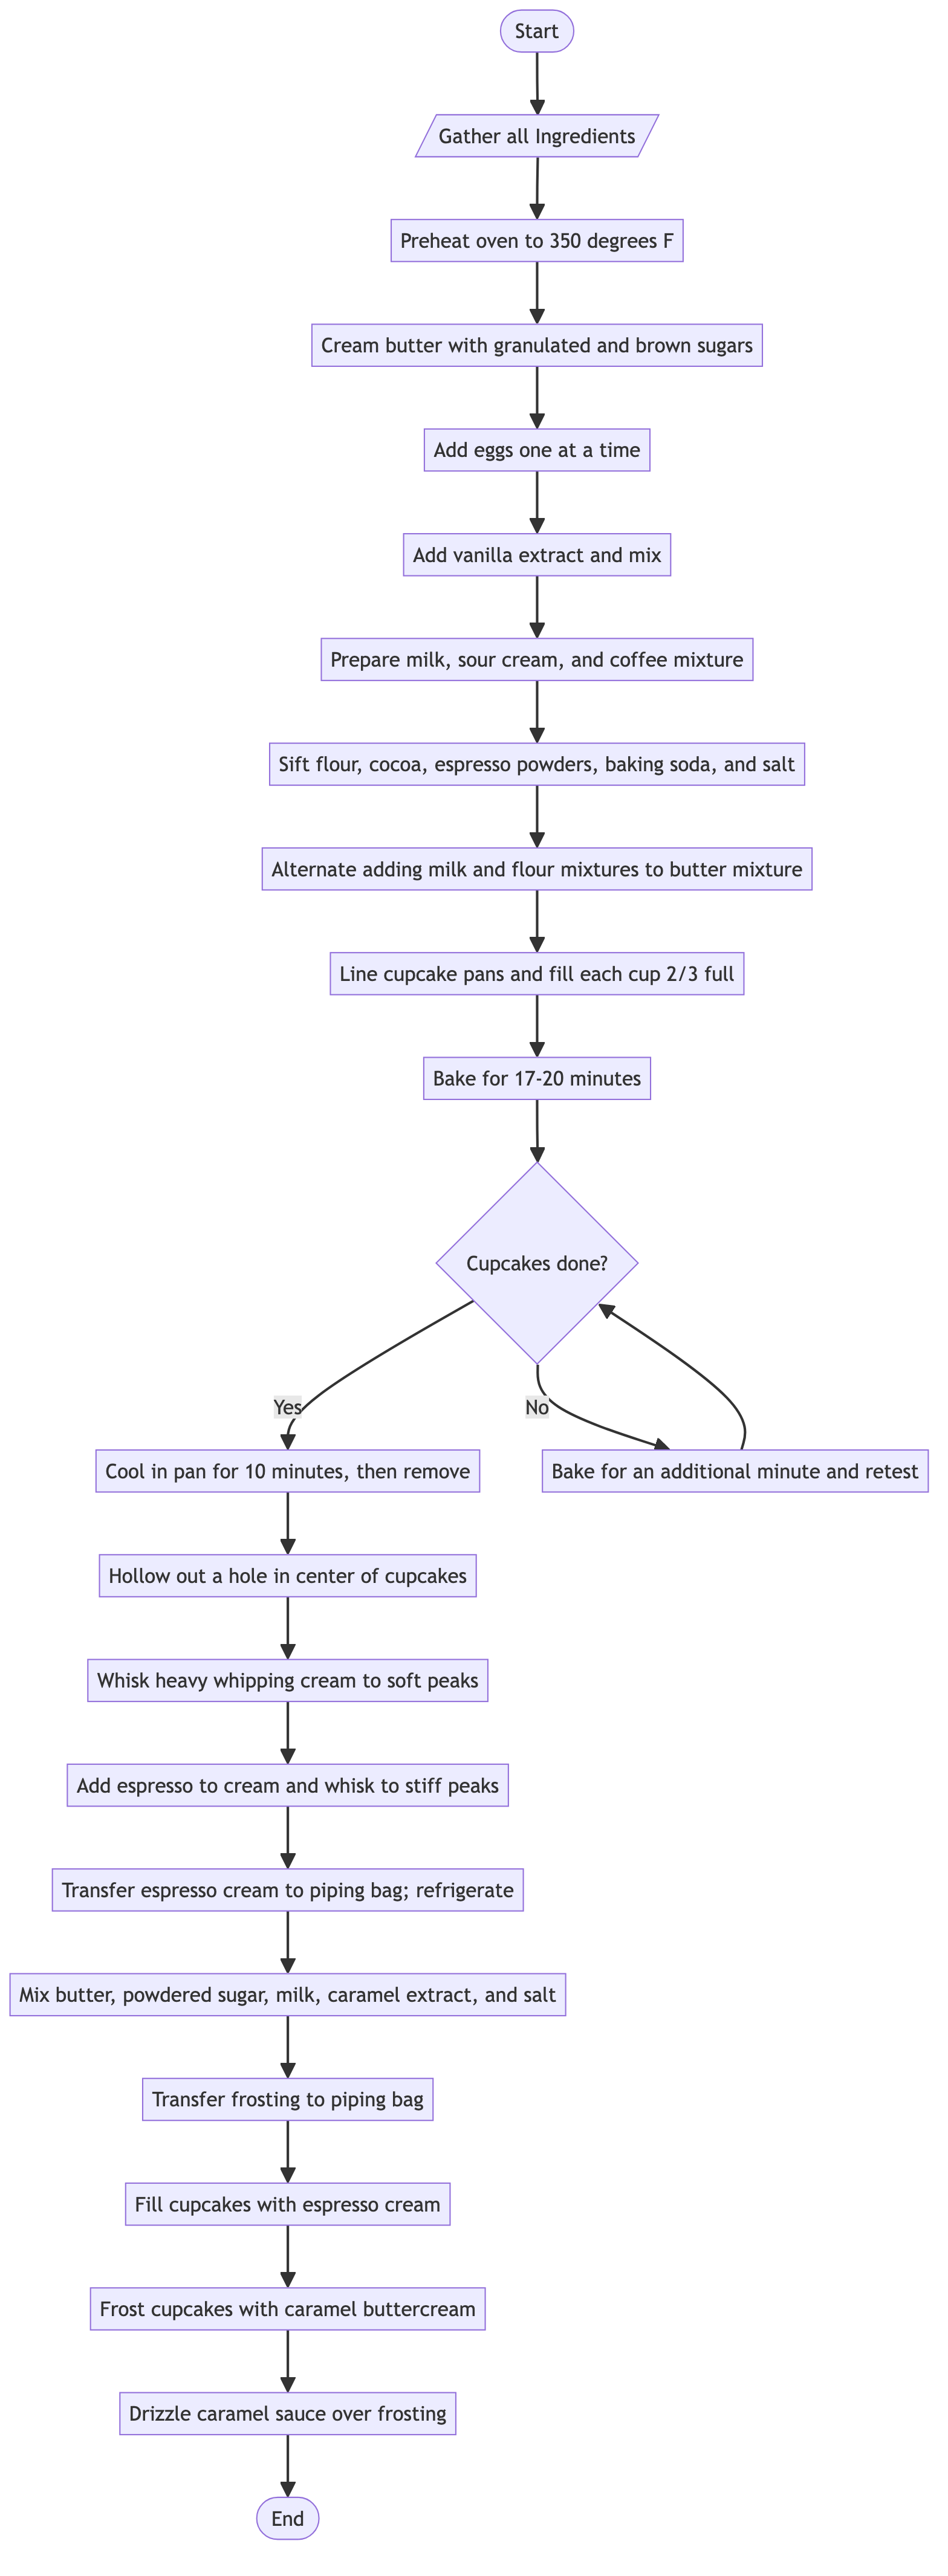 Start
Gather all Ingredients
Preheat oven to 350 degrees F
Cream butter with granulated and brown sugars
Add eggs one at a time
Add vanilla extract and mix
Prepare milk, sour cream, and coffee mixture
Sift flour, cocoa, espresso powders, baking soda, and salt
Alternate adding milk and flour mixtures to butter mixture
Line cupcake pans and fill each cup 2/3 full
Bake for 17-20 minutes
Cupcakes done?
Yes
No
Cool in pan for 10 minutes, then remove
Bake for an additional minute and retest
Hollow out a hole in center of cupcakes
Whisk heavy whipping cream to soft peaks
Add espresso to cream and whisk to stiff peaks
Transfer espresso cream to piping bag; refrigerate
Mix butter, powdered sugar, milk, caramel extract, and salt
Transfer frosting to piping bag
Fill cupcakes with espresso cream
Frost cupcakes with caramel buttercream
Drizzle caramel sauce over frosting
End